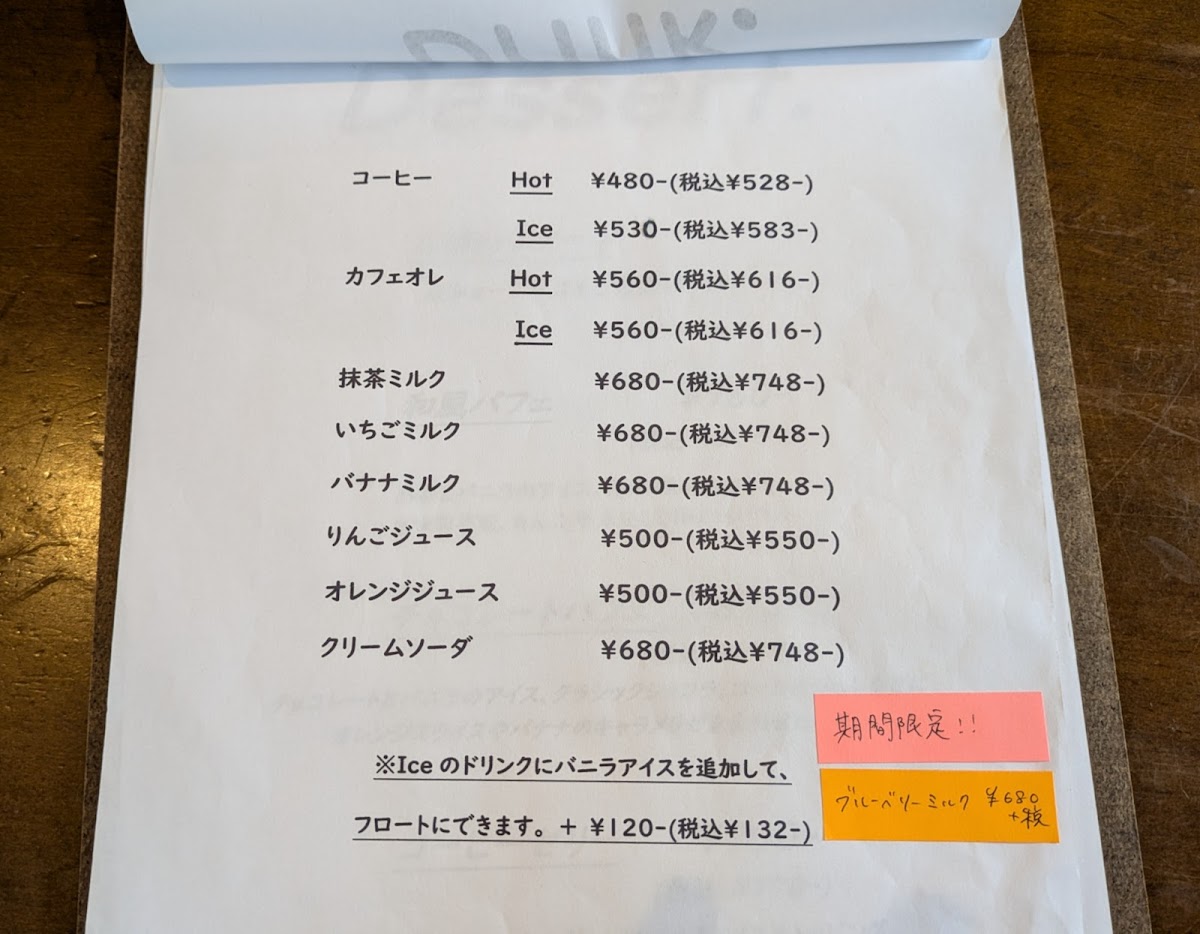 Drink.
Dessert.
コーヒー Hot ¥480-(税込¥528-)
Ice ¥530-(税込¥583-)
カフェオレ Hot ¥560-(税込¥616-)
Ice ¥560-(税込¥616-)
抹茶ミルク ¥680-(税込¥748-)
いちごミルク ¥680-(税込¥748-)
バナナミルク ¥680-(税込¥748-)
りんごジュース ¥500-(税込¥550-)
オレンジジュース ¥500-(税込¥550-)
クリームソーダ ¥680-(税込¥748-)
※Iceのドリンクにバニラアイスを追加して、
フロートにできます。+ ¥120-(税込¥132-)
期間限定!!
ブルーベリーミルク ¥680
+税